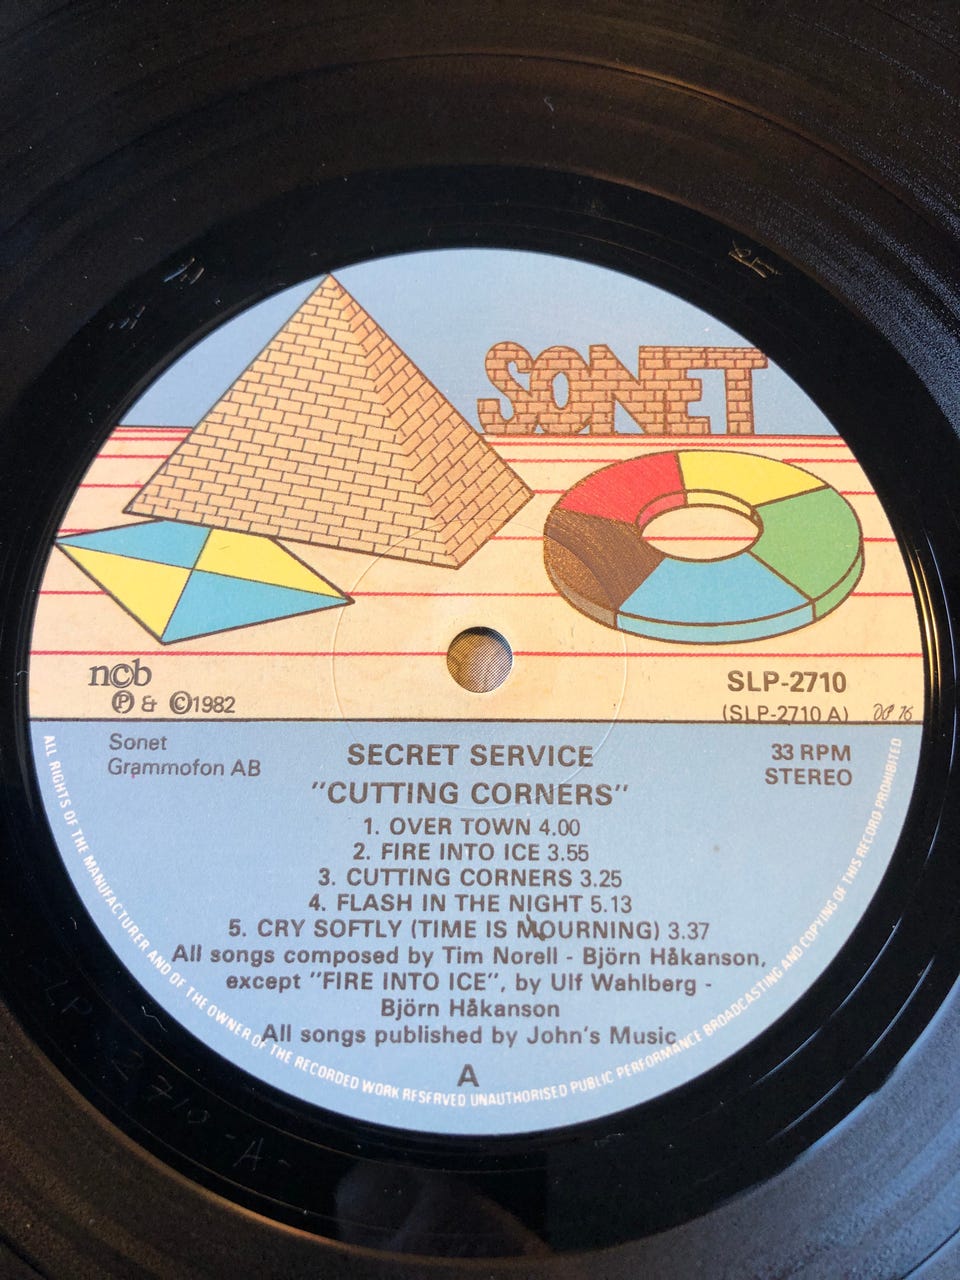 SONET
ncb
Ⓟ & ©1982
SLP-2710
(SLP-2710 A)
Sonet
Grammofon AB
33 RPM
STEREO
SECRET SERVICE
"CUTTING CORNERS"
1. OVER TOWN 4.00
2. FIRE INTO ICE 3.55
3. CUTTING CORNERS 3.25
4. FLASH IN THE NIGHT 5.13
5. CRY SOFTLY (TIME IS MOURNING) 3.37
All songs composed by Tim Norell - Björn Håkanson,
except "FIRE INTO ICE", by Ulf Wahlberg -
Björn Håkanson
All songs published by John's Music
A
ALL RIGHTS OF THE MANUFACTURER AND OF THE OWNER OF THE RECORDED WORK RESERVED UNAUTHORISED PUBLIC PERFORMANCE BROADCASTING AND COPYING OF THIS RECORD PROHIBITED
LP 2710-A-